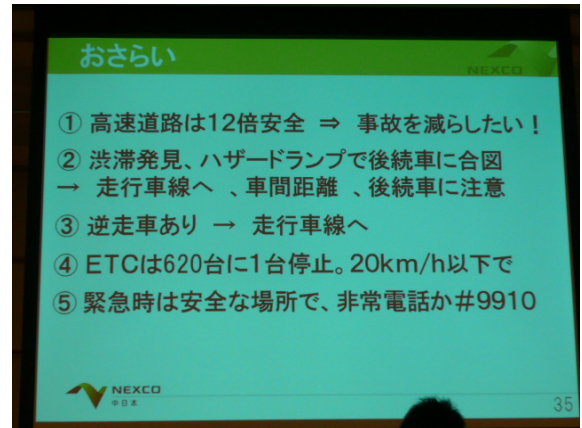 おさらい
NEXCO
① 高速道路は12倍安全 ⇒ 事故を減らしたい!
② 渋滞発見、ハザードランプで後続車に合図
→ 走行車線へ 、車間距離 、後続車に注意
③ 逆走車あり → 走行車線へ
④ ETCは620台に1台停止。20km/h以下で
⑤ 緊急時は安全な場所で、非常電話か#9910
NEXCO
中日本
35